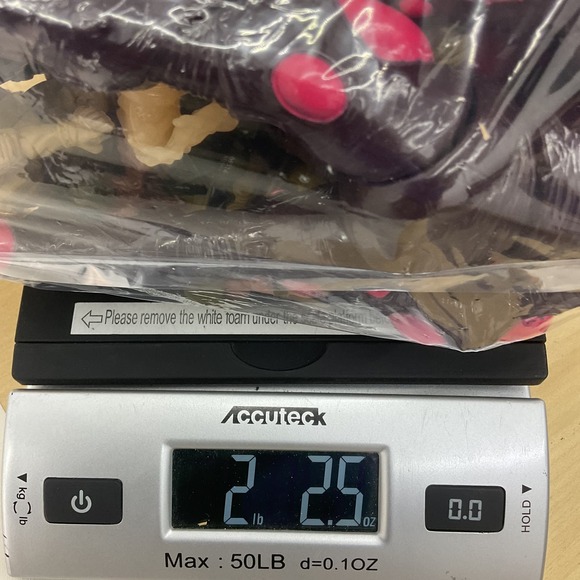 Please remove the white foam under the
Accuteck
kg lb
2 lb 2.5 oz
0.0
HOLD
Max : 50LB d=0.1OZ